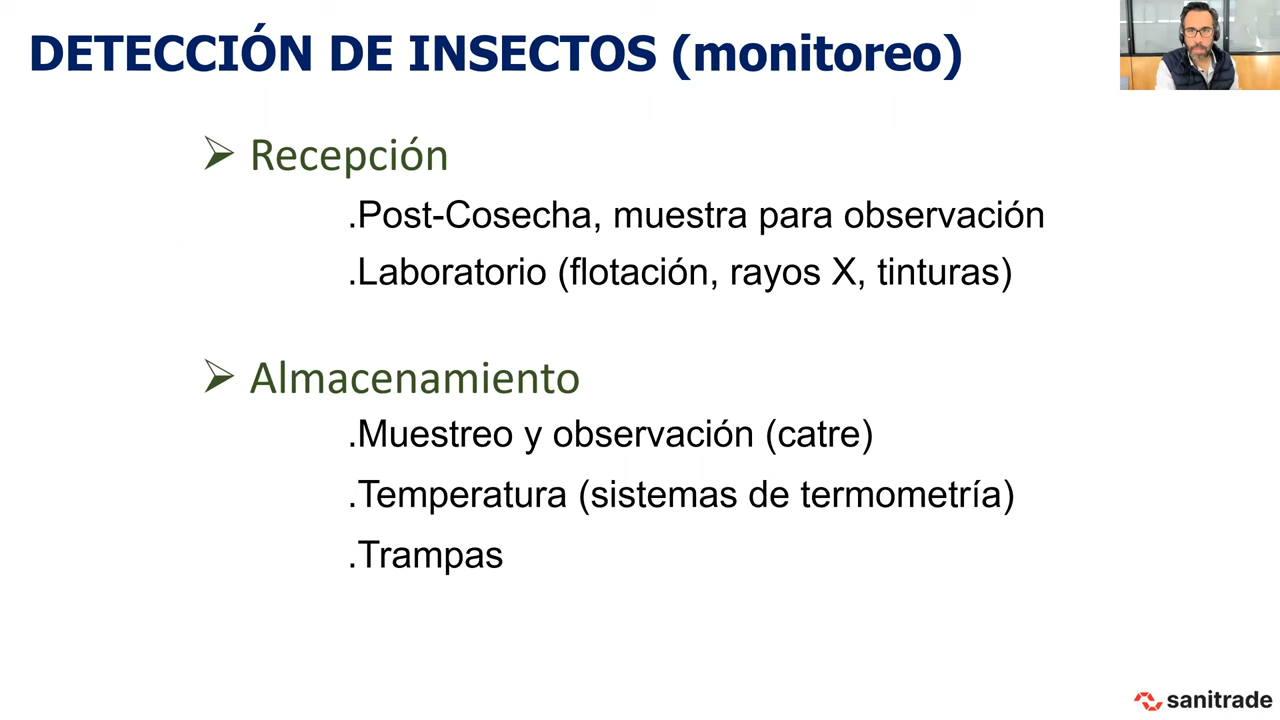 DETECCIÓN DE INSECTOS (monitoreo)
Recepción
.Post-Cosecha, muestra para observación
.Laboratorio (flotación, rayos X, tinturas)
Almacenamiento
.Muestreo y observación (catre)
.Temperatura (sistemas de termometría)
.Trampas
sanitrade